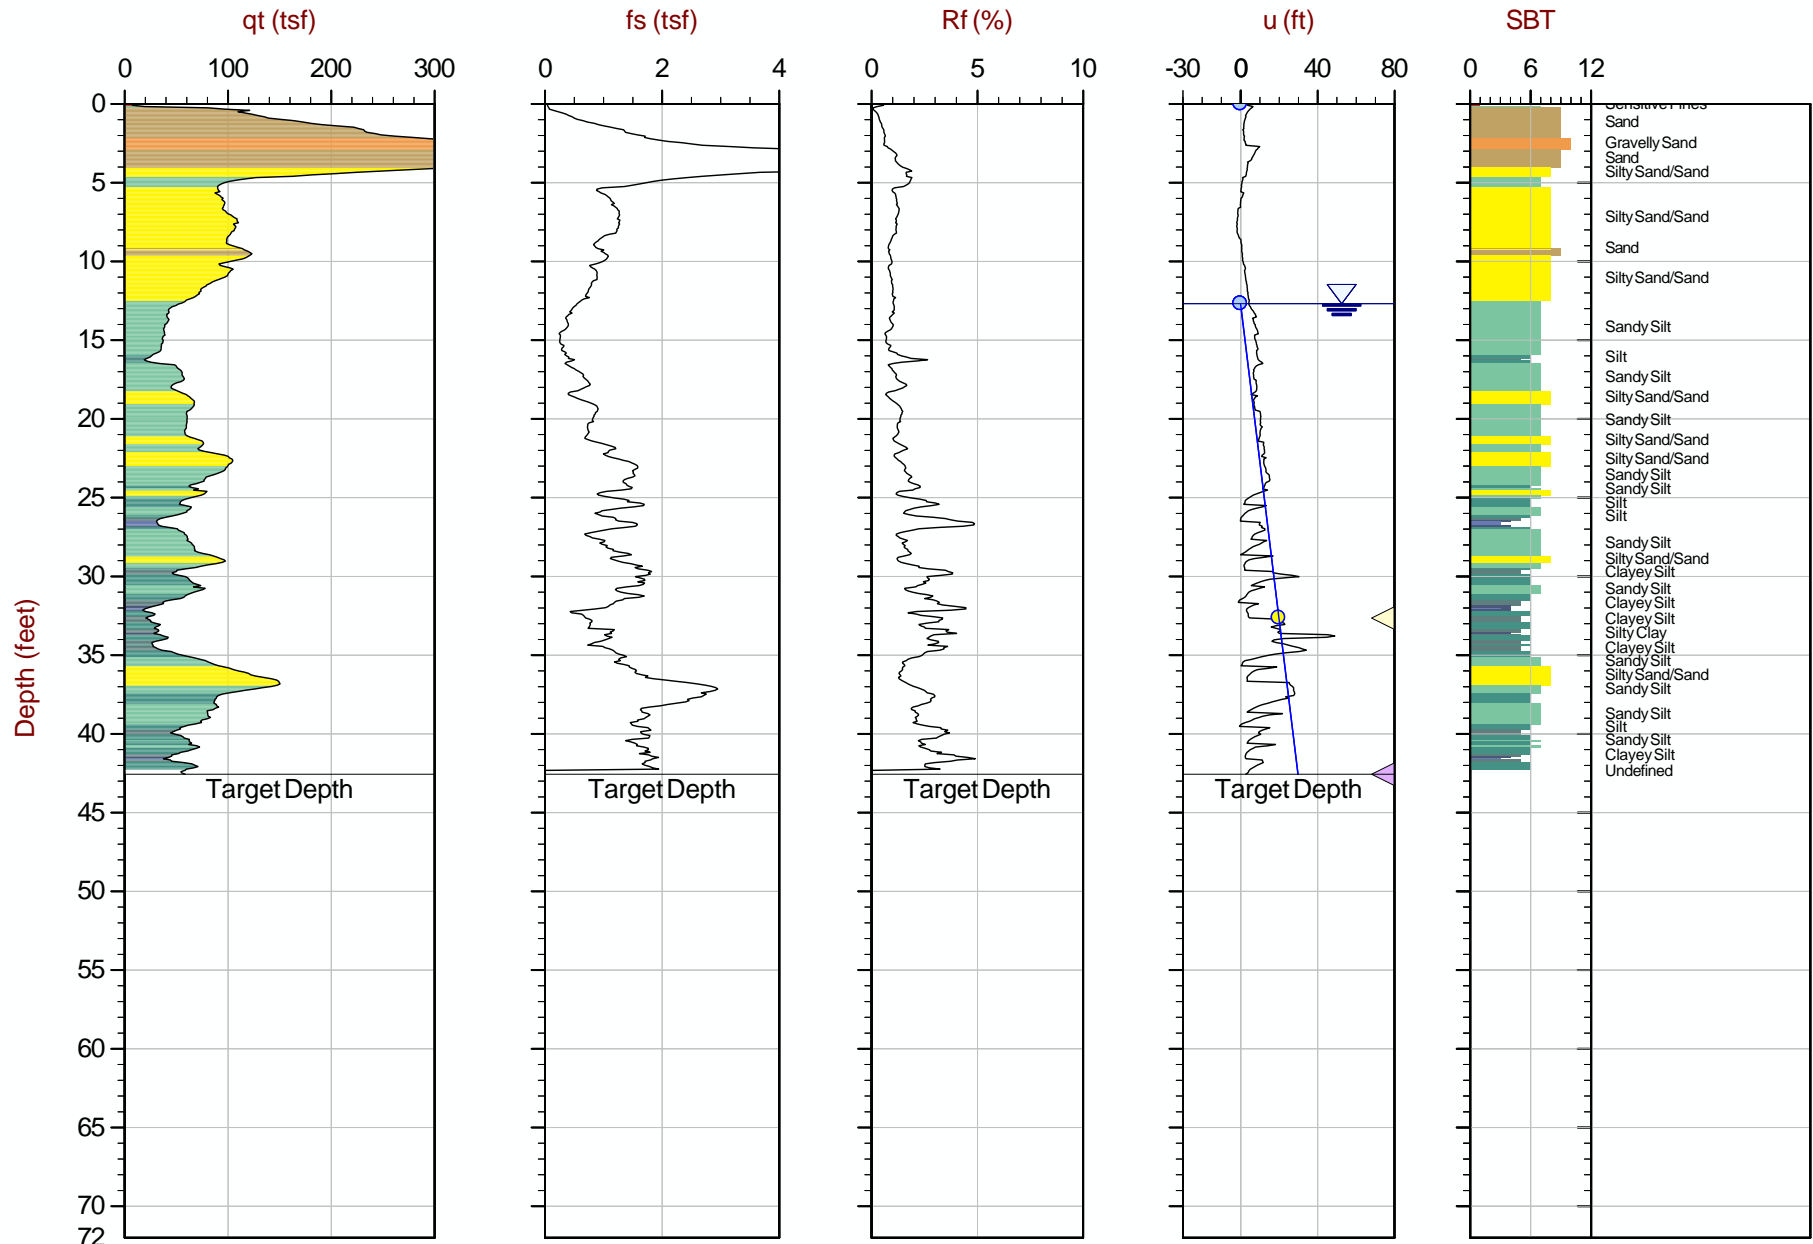 qt (tsf) fs (tsf) Rf (%) u (ft) SBT
0 100 200 300 0 2 4 0 5 10 -30 0 40 80 0 6 12
0
5
10
15
20
25
30
35
40
45
50
55
60
65
70
72
Depth (feet)
Sensitive Fines
Sand
Gravelly Sand
Sand
Silty Sand/Sand
Silty Sand/Sand
Sand
Silty Sand/Sand
Sandy Silt
Silt
Sandy Silt
Silty Sand/Sand
Sandy Silt
Silty Sand/Sand
Silty Sand/Sand
Sandy Silt
Sandy Silt
Silt
Silt
Sandy Silt
Silty Sand/Sand
Clayey Silt
Sandy Silt
Clayey Silt
Clayey Silt
Silty Clay
Clayey Silt
Sandy Silt
Silty Sand/Sand
Sandy Silt
Sandy Silt
Silt
Sandy Silt
Clayey Silt
Undefined
Target Depth Target Depth Target Depth Target Depth